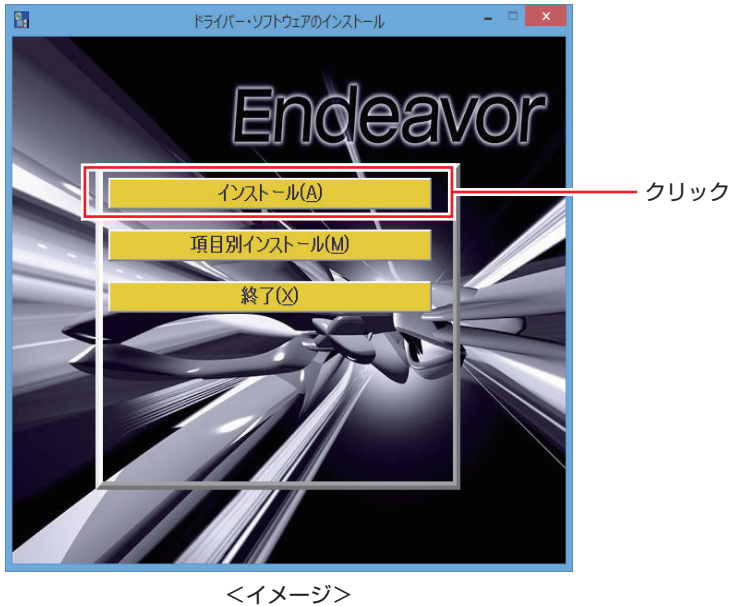 ドライバー・ソフトウェアのインストール
Endeavor
インストール(A)
クリック
項目別インストール(M)
終了(X)
＜イメージ＞